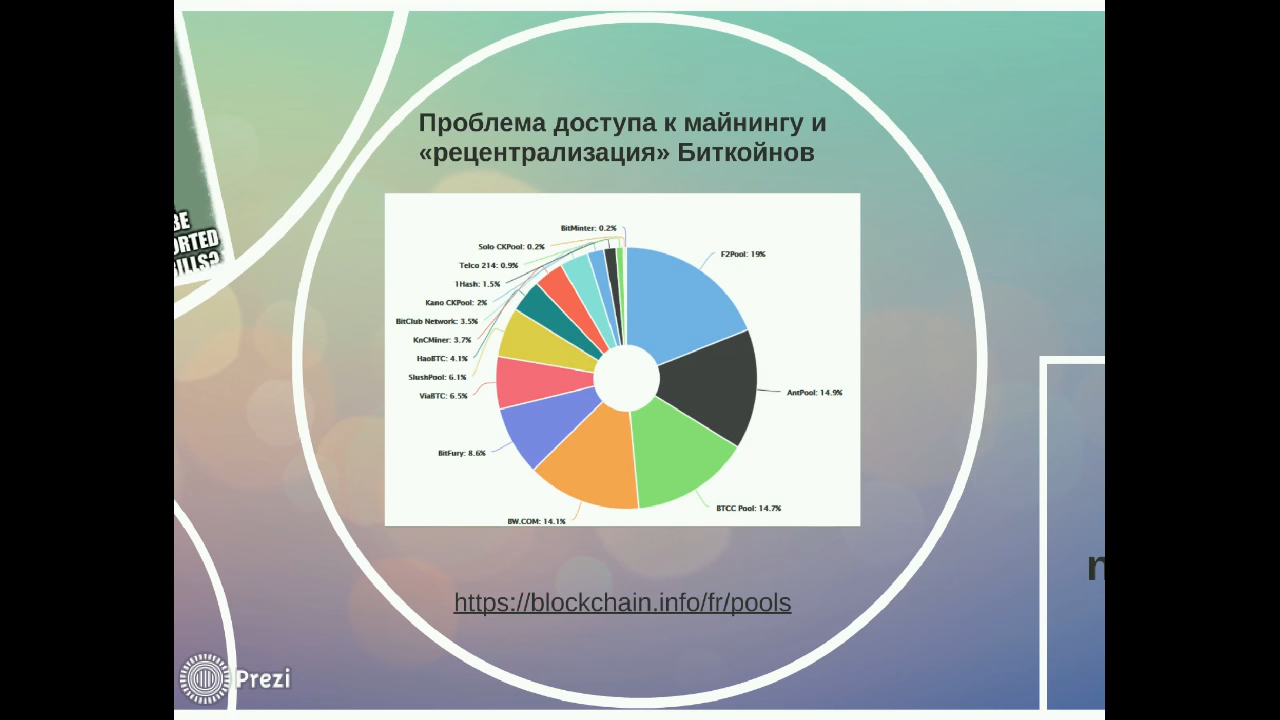 Проблема доступа к майнингу и
«рецентрализация» Биткойнов
BitMinter: 0.2%
Solo CKPool: 0.2%
F2Pool: 19%
Telco 214: 0.9%
1Hash: 1.5%
Kano CKPool: 2%
BitClub Network: 3.5%
KnCMiner: 3.7%
HaoBTC: 4.1%
SlushPool: 6.1%
AntPool: 14.9%
ViaBTC: 6.5%
BitFury: 8.6%
BTCC Pool: 14.7%
BW.COM: 14.1%
https://blockchain.info/fr/pools
Prezi